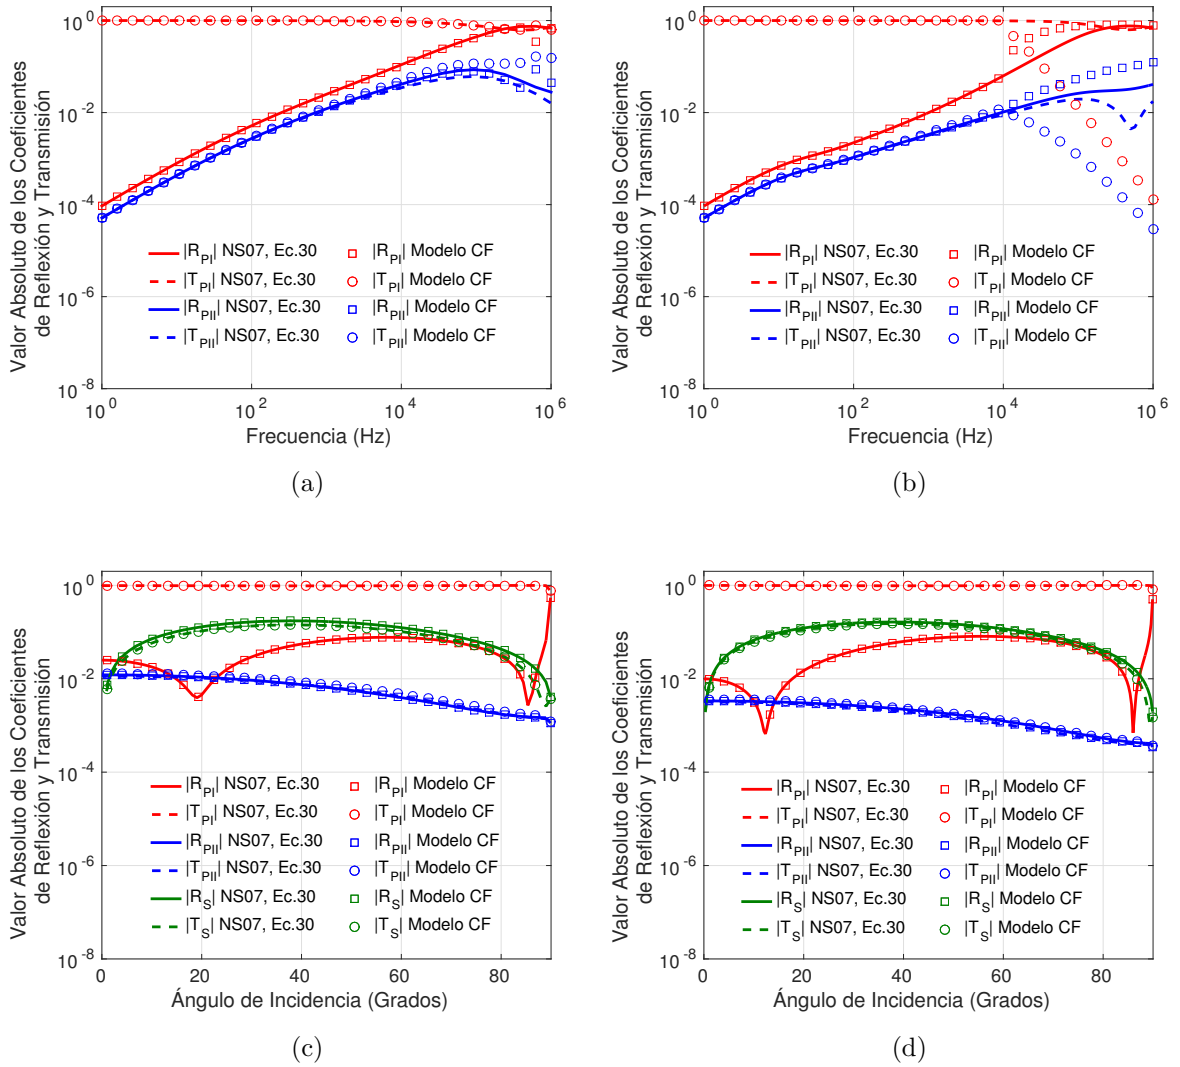 Valor Absoluto de los Coeficientes
de Reflexión y Transmisión
10^0
10^-2
10^-4
10^-6
10^-8
|R_PI| NS07, Ec.30
|T_PI| NS07, Ec.30
|R_PII| NS07, Ec.30
|T_PII| NS07, Ec.30
|R_PI| Modelo CF
|T_PI| Modelo CF
|R_PII| Modelo CF
|T_PII| Modelo CF
10^0 10^2 10^4 10^6
Frecuencia (Hz)
(a)
Valor Absoluto de los Coeficientes
de Reflexión y Transmisión
10^0
10^-2
10^-4
10^-6
10^-8
|R_PI| NS07, Ec.30
|T_PI| NS07, Ec.30
|R_PII| NS07, Ec.30
|T_PII| NS07, Ec.30
|R_PI| Modelo CF
|T_PI| Modelo CF
|R_PII| Modelo CF
|T_PII| Modelo CF
10^0 10^2 10^4 10^6
Frecuencia (Hz)
(b)
Valor Absoluto de los Coeficientes
de Reflexión y Transmisión
10^0
10^-2
10^-4
10^-6
10^-8
|R_PI| NS07, Ec.30
|T_PI| NS07, Ec.30
|R_PII| NS07, Ec.30
|T_PII| NS07, Ec.30
|R_S| NS07, Ec.30
|T_S| NS07, Ec.30
|R_PI| Modelo CF
|T_PI| Modelo CF
|R_PII| Modelo CF
|T_PII| Modelo CF
|R_S| Modelo CF
|T_S| Modelo CF
0 20 40 60 80
Ángulo de Incidencia (Grados)
(c)
Valor Absoluto de los Coeficientes
de Reflexión y Transmisión
10^0
10^-2
10^-4
10^-6
10^-8
|R_PI| NS07, Ec.30
|T_PI| NS07, Ec.30
|R_PII| NS07, Ec.30
|T_PII| NS07, Ec.30
|R_S| NS07, Ec.30
|T_S| NS07, Ec.30
|R_PI| Modelo CF
|T_PI| Modelo CF
|R_PII| Modelo CF
|T_PII| Modelo CF
|R_S| Modelo CF
|T_S| Modelo CF
0 20 40 60 80
Ángulo de Incidencia (Grados)
(d)